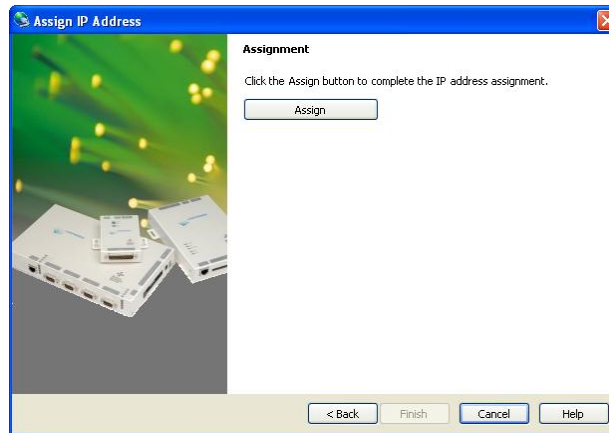 Assign IP Address
Assignment
Click the Assign button to complete the IP address assignment.
Assign
< Back
Finish
Cancel
Help